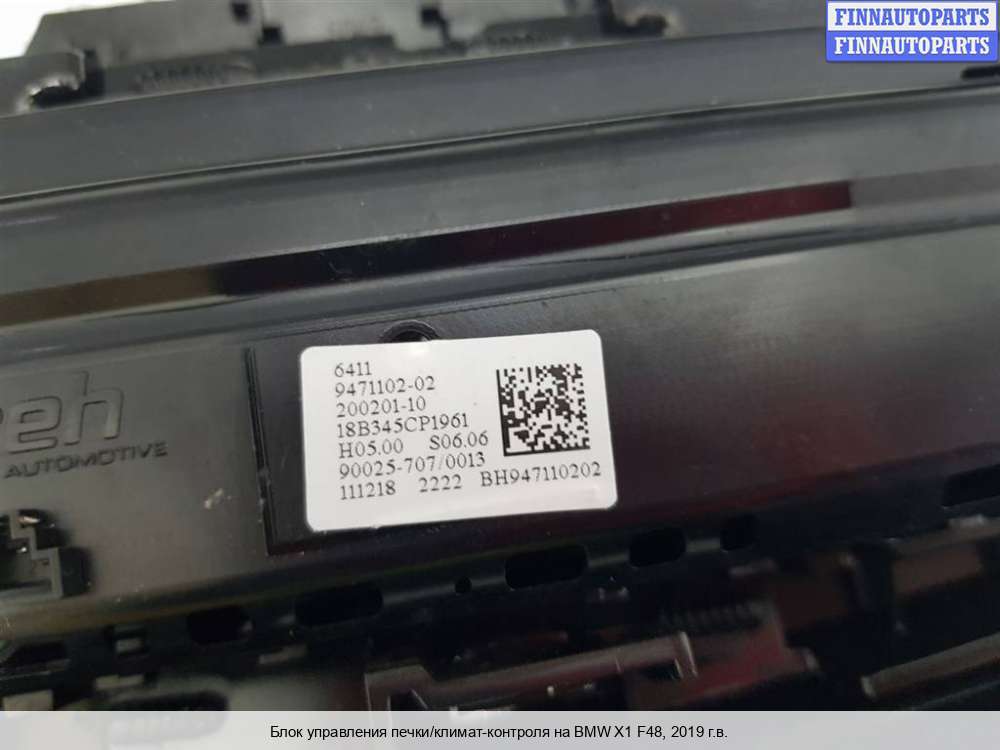 FINNAUTOPARTS
FINNAUTOPARTS
6411
9471102-02
200201-10
18B345CP1961
H05.00 S06.06
90025-707/0013
111218 2222 BH947110202
eh
AUTOMOTIVE
Блок управления печки/климат-контроля на BMW X1 F48, 2019 г.в.